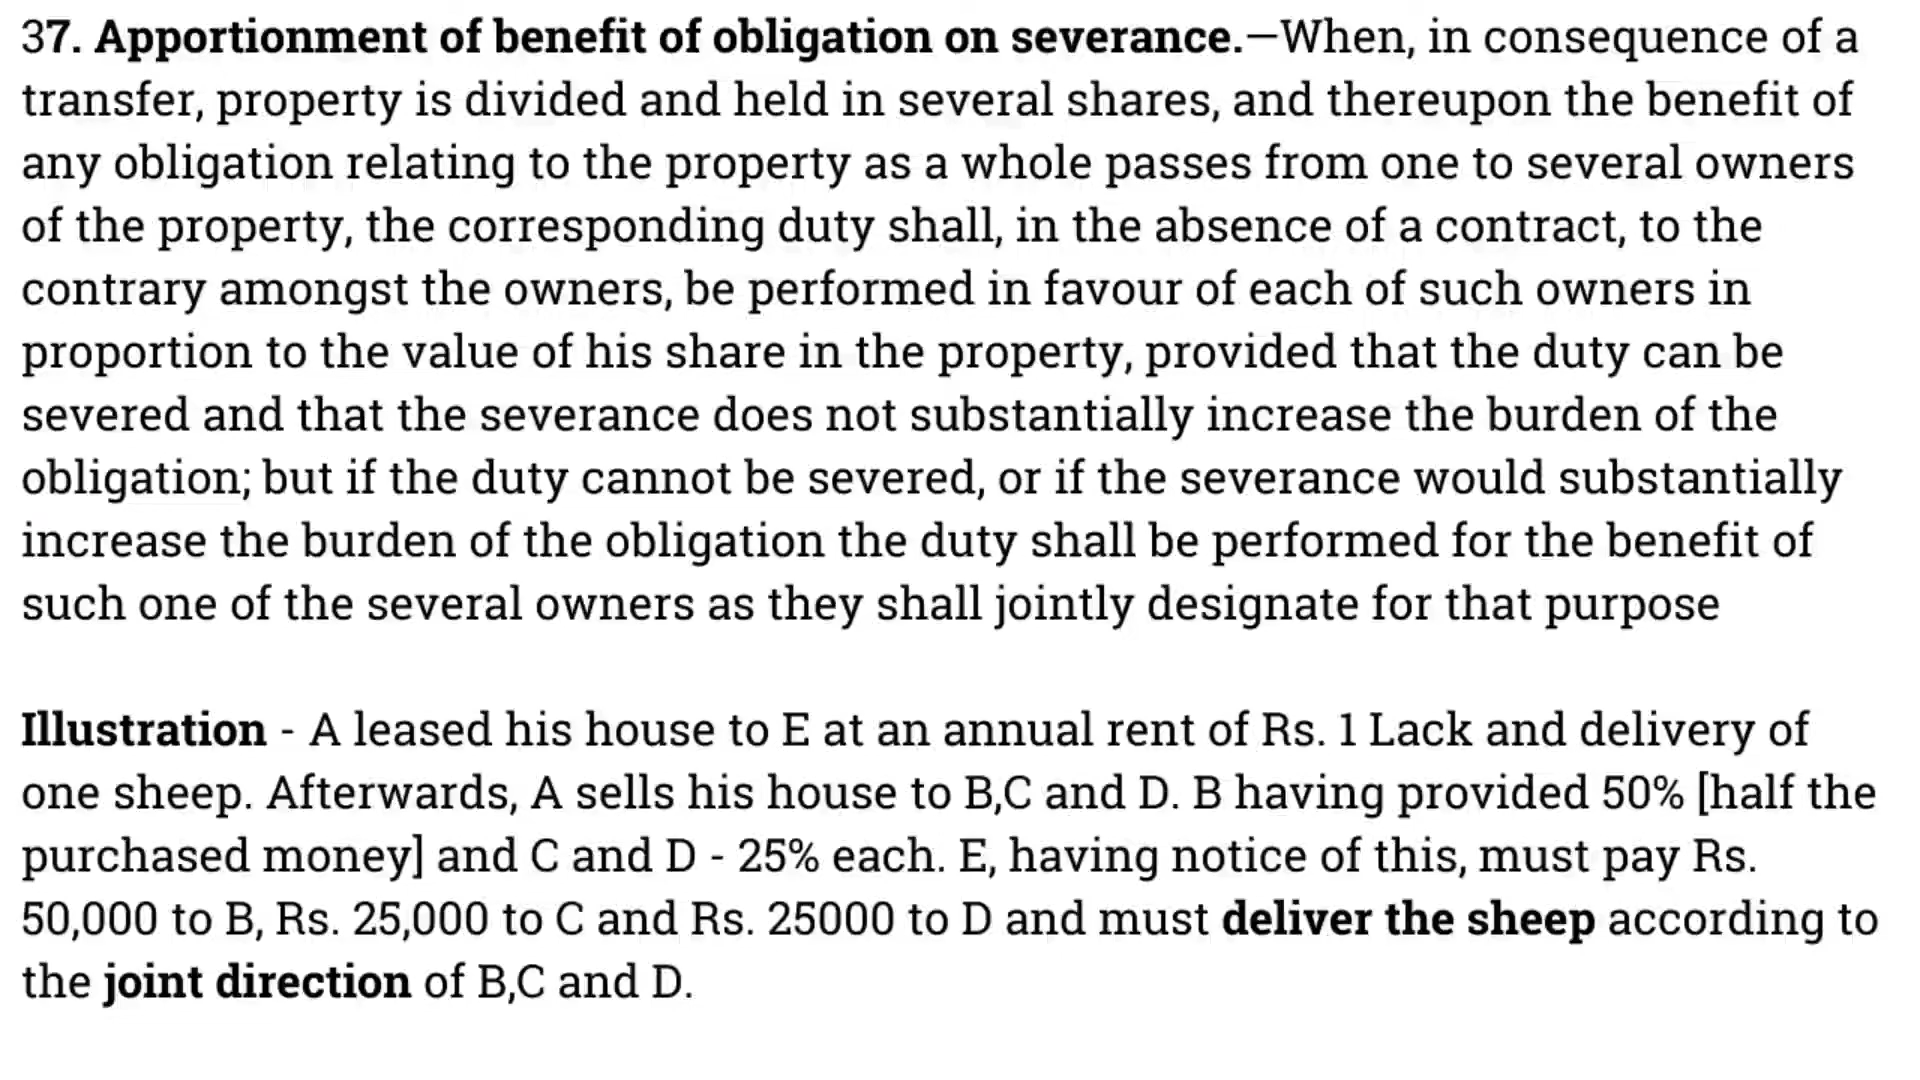 37. Apportionment of benefit of obligation on severance.—When, in consequence of a
transfer, property is divided and held in several shares, and thereupon the benefit of
any obligation relating to the property as a whole passes from one to several owners
of the property, the corresponding duty shall, in the absence of a contract, to the
contrary amongst the owners, be performed in favour of each of such owners in
proportion to the value of his share in the property, provided that the duty can be
severed and that the severance does not substantially increase the burden of the
obligation; but if the duty cannot be severed, or if the severance would substantially
increase the burden of the obligation the duty shall be performed for the benefit of
such one of the several owners as they shall jointly designate for that purpose
Illustration - A leased his house to E at an annual rent of Rs. 1 Lack and delivery of
one sheep. Afterwards, A sells his house to B,C and D. B having provided 50% [half the
purchased money] and C and D - 25% each. E, having notice of this, must pay Rs.
50,000 to B, Rs. 25,000 to C and Rs. 25000 to D and must deliver the sheep according to
the joint direction of B,C and D.